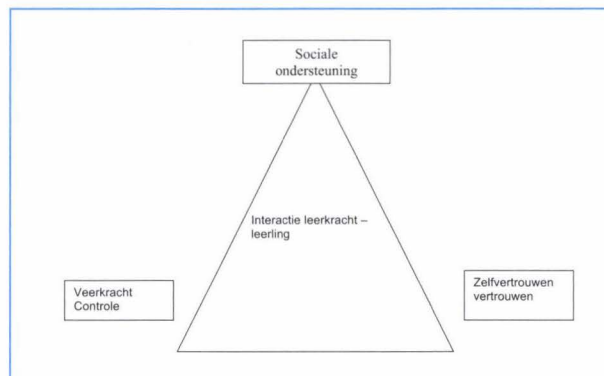 Sociale
ondersteuning
Interactie leerkracht –
leerling
Veerkracht
Controle
Zelfvertrouwen
vertrouwen